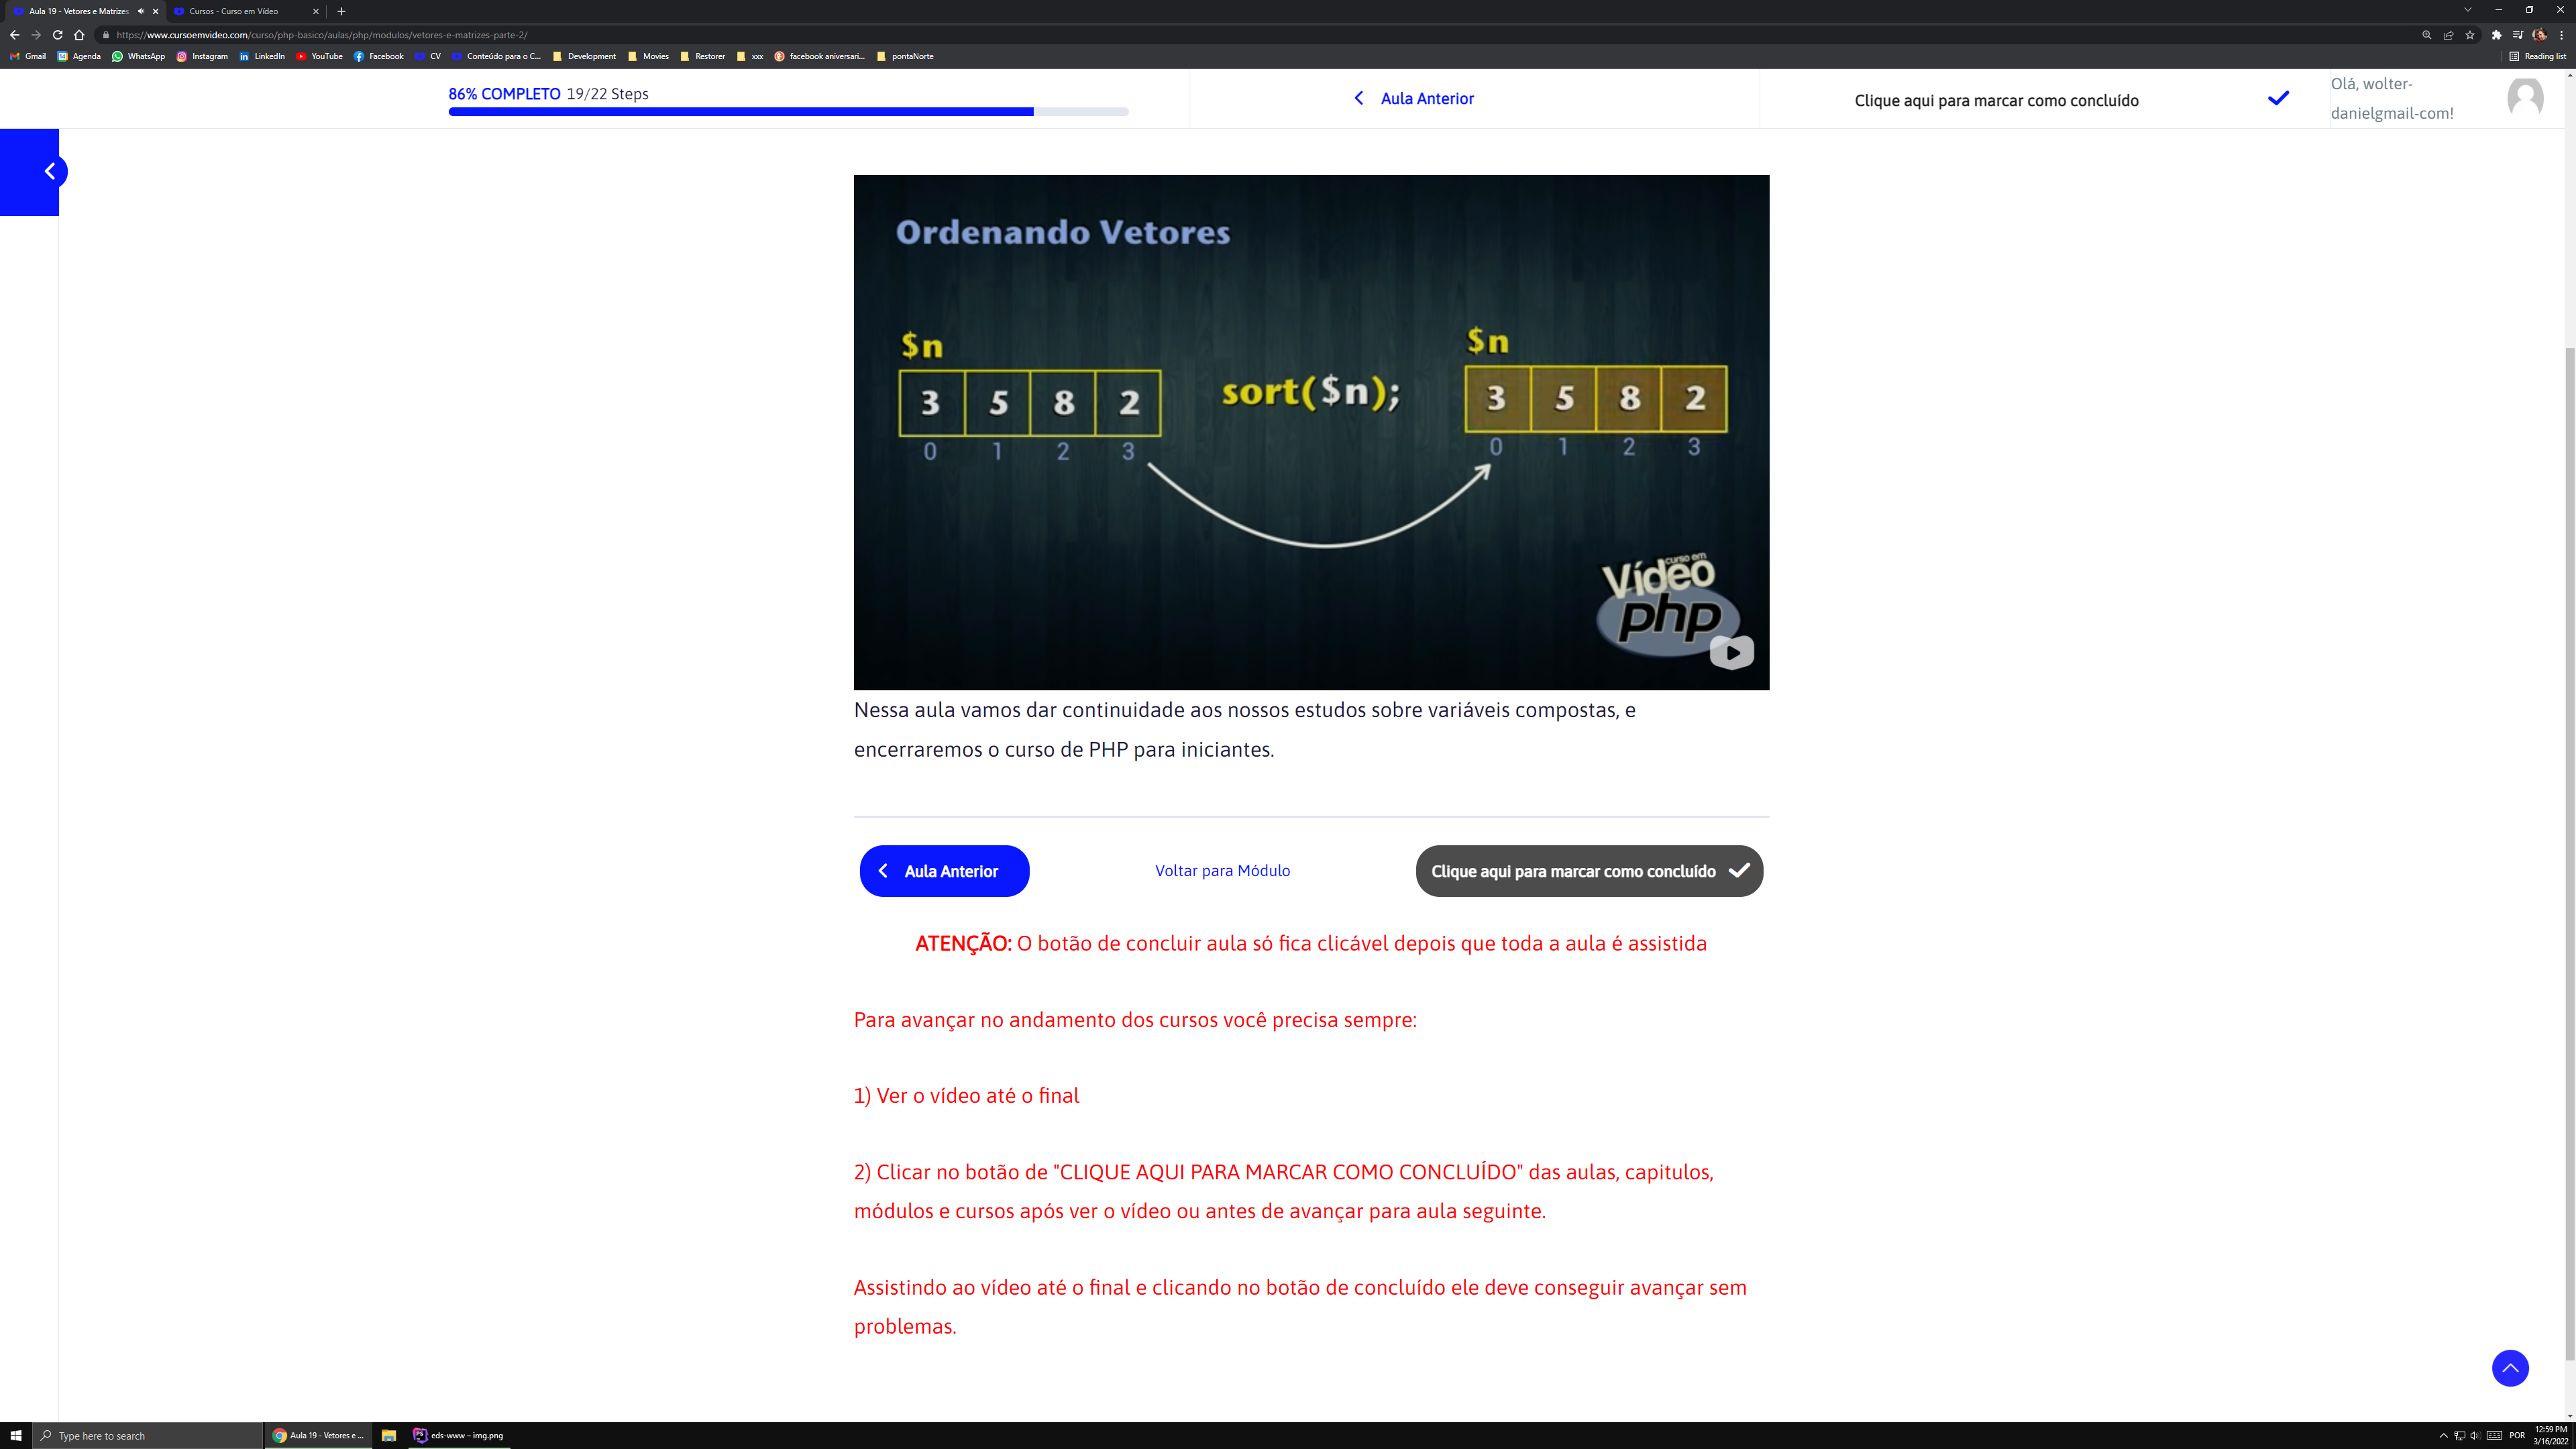 Aula 19 - Vetores e Matrizes
Cursos - Curso em Vídeo
https://www.cursoemvideo.com/curso/php-basico/aulas/php/modulos/vetores-e-matrizes-parte-2/
Gmail Agenda WhatsApp Instagram LinkedIn YouTube Facebook CV Conteúdo para o C... Development Movies Restorer xxx facebook aniversari... pontaNorte Reading list
86% COMPLETO 19/22 Steps
Aula Anterior
Clique aqui para marcar como concluído
Olá, wolter-
danielgmail-com!
Ordenando Vetores
$n
3 5 8 2
0 1 2 3
sort($n);
$n
3 5 8 2
0 1 2 3
curso em
Vídeo
php
Nessa aula vamos dar continuidade aos nossos estudos sobre variáveis compostas, e
encerraremos o curso de PHP para iniciantes.
Aula Anterior
Voltar para Módulo
Clique aqui para marcar como concluído
ATENÇÃO: O botão de concluir aula só fica clicável depois que toda a aula é assistida
Para avançar no andamento dos cursos você precisa sempre:
1) Ver o vídeo até o final
2) Clicar no botão de "CLIQUE AQUI PARA MARCAR COMO CONCLUÍDO" das aulas, capitulos,
módulos e cursos após ver o vídeo ou antes de avançar para aula seguinte.
Assistindo ao vídeo até o final e clicando no botão de concluído ele deve conseguir avançar sem
problemas.
Type here to search
Aula 19 - Vetores e ...
eds-www – img.png
POR
12:59 PM
3/16/2022